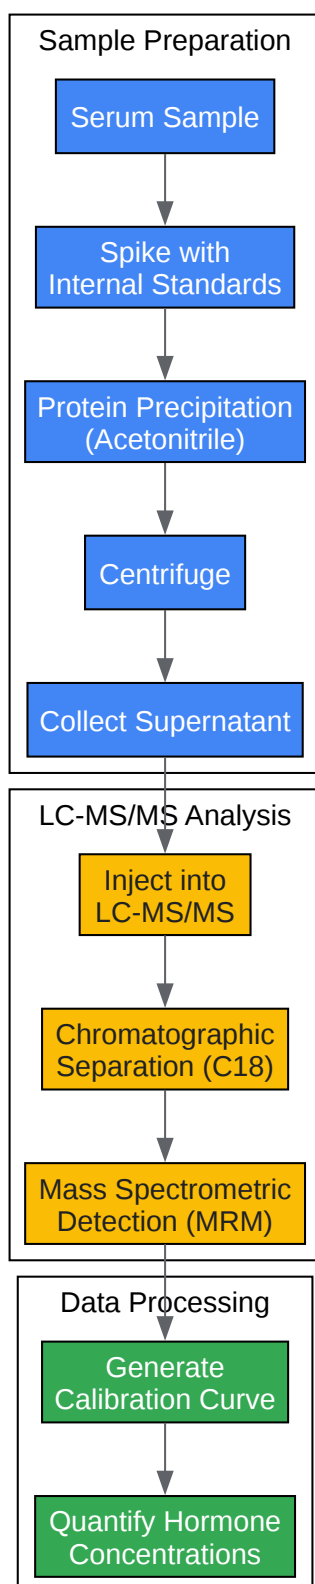 Sample Preparation
Serum Sample
Spike with
Internal Standards
Protein Precipitation
(Acetonitrile)
Centrifuge
Collect Supernatant
LC-MS/MS Analysis
Inject into
LC-MS/MS
Chromatographic
Separation (C18)
Mass Spectrometric
Detection (MRM)
Data Processing
Generate
Calibration Curve
Quantify Hormone
Concentrations